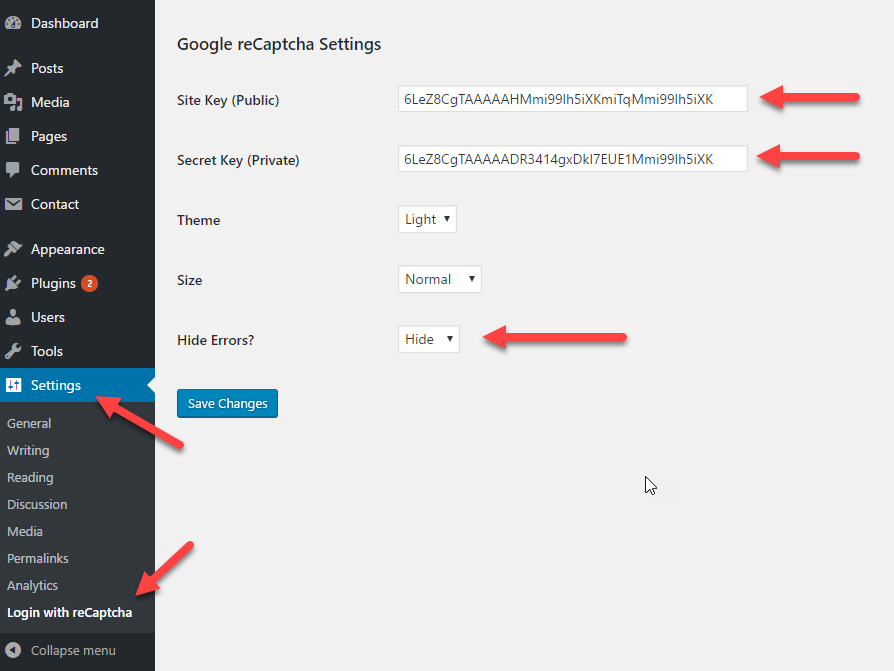 Dashboard
Posts
Media
Pages
Comments
Contact
Appearance
Plugins 2
Users
Tools
Settings
General
Writing
Reading
Discussion
Media
Permalinks
Analytics
Login with reCaptcha
Collapse menu
Google reCaptcha Settings
Site Key (Public) 6LeZ8CgTAAAAAHMmi99lh5iXKmiTqMmi99lh5iXK
Secret Key (Private) 6LeZ8CgTAAAAADR3414gxDkI7EUE1Mmi99lh5iXK
Theme Light
Size Normal
Hide Errors? Hide
Save Changes